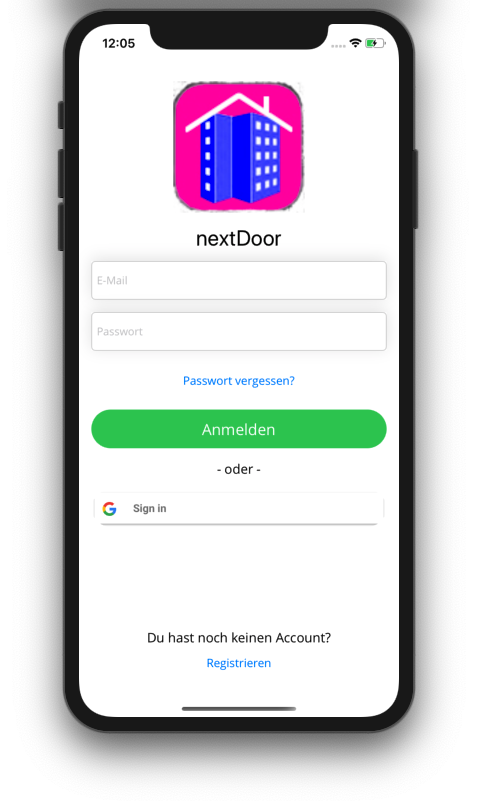 12:05
nextDoor
E-Mail
Passwort
Passwort vergessen?
Anmelden
- oder -
Sign in
Du hast noch keinen Account?
Registrieren